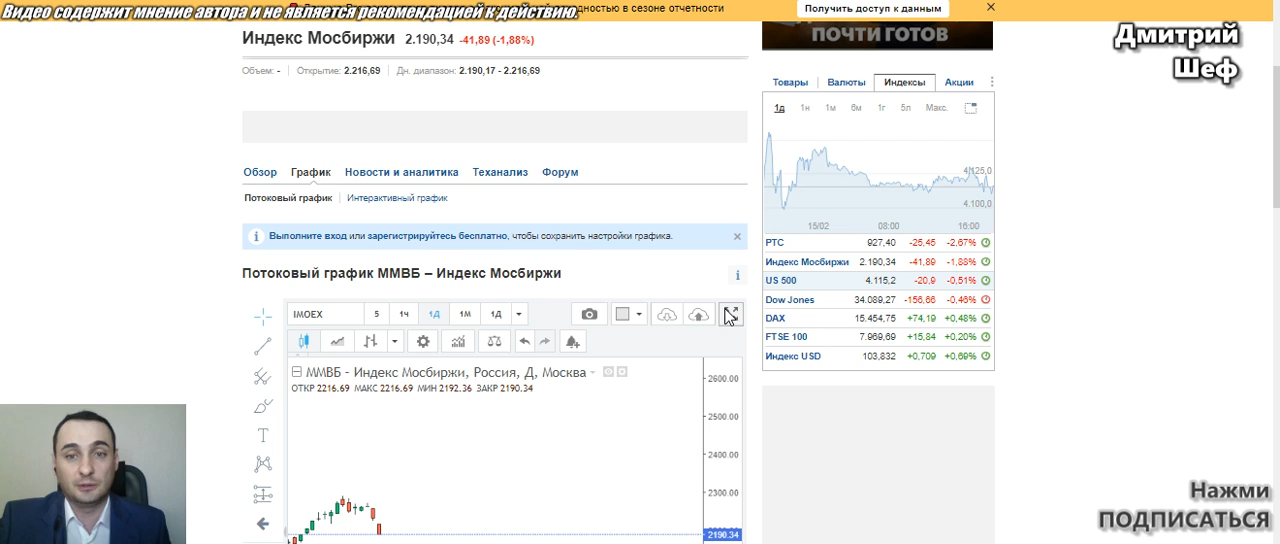 Видео содержит мнение автора и не является рекомендацией к действию.
одностью в сезоне отчетности
Получить доступ к данным
Дмитрий
Шеф
ПОЧТИ ГОТОВ
Индекс Мосбиржи 2.190,34 -41,89 (-1,88%)
Объем: - Открытие: 2.216,69 Дн. диапазон: 2.190,17 - 2.216,69
Товары Валюты Индексы Акции
1д 1н 1м 6м 1г 5л Макс.
4.125,0
4.100,0
15/02 08:00 16:00
Обзор График Новости и аналитика Теханализ Форум
Потоковый график Интерактивный график
Выполните вход или зарегистрируйтесь бесплатно, чтобы сохранить настройки графика.
РТС 927,40 -25,45 -2,67%
Индекс Мосбиржи 2.190,34 -41,89 -1,88%
US 500 4.115,2 -20,9 -0,51%
Dow Jones 34.089,27 -156,66 -0,46%
DAX 15.454,75 +74,19 +0,48%
FTSE 100 7.969,69 +15,84 +0,20%
Индекс USD 103,832 +0,709 +0,69%
Потоковый график ММВБ – Индекс Мосбиржи
IMOEX 5 1ч 1Д 1М 1Д
ММВБ - Индекс Мосбиржи, Россия, Д, Москва
ОТКР 2216.69 МАКС 2216.69 МИН 2192.36 ЗАКР 2190.34
2600.00
2500.00
2400.00
2300.00
2190.34
Нажми
ПОДПИСАТЬСЯ